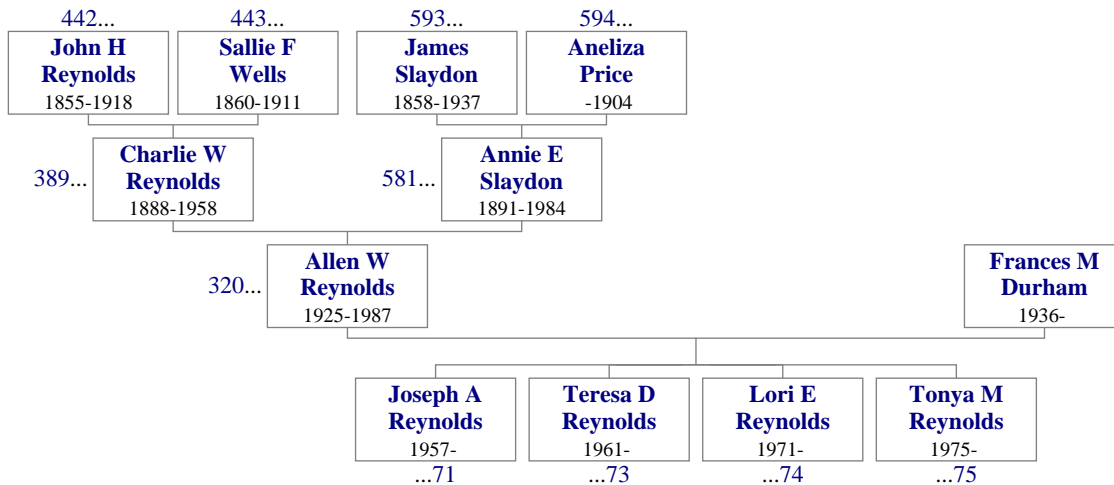 442...
443...
593...
594...
John H
Reynolds
1855-1918
Sallie F
Wells
1860-1911
James
Slaydon
1858-1937
Aneliza
Price
-1904
389...
Charlie W
Reynolds
1888-1958
581...
Annie E
Slaydon
1891-1984
320...
Allen W
Reynolds
1925-1987
Frances M
Durham
1936-
Joseph A
Reynolds
1957-
...71
Teresa D
Reynolds
1961-
...73
Lori E
Reynolds
1971-
...74
Tonya M
Reynolds
1975-
...75